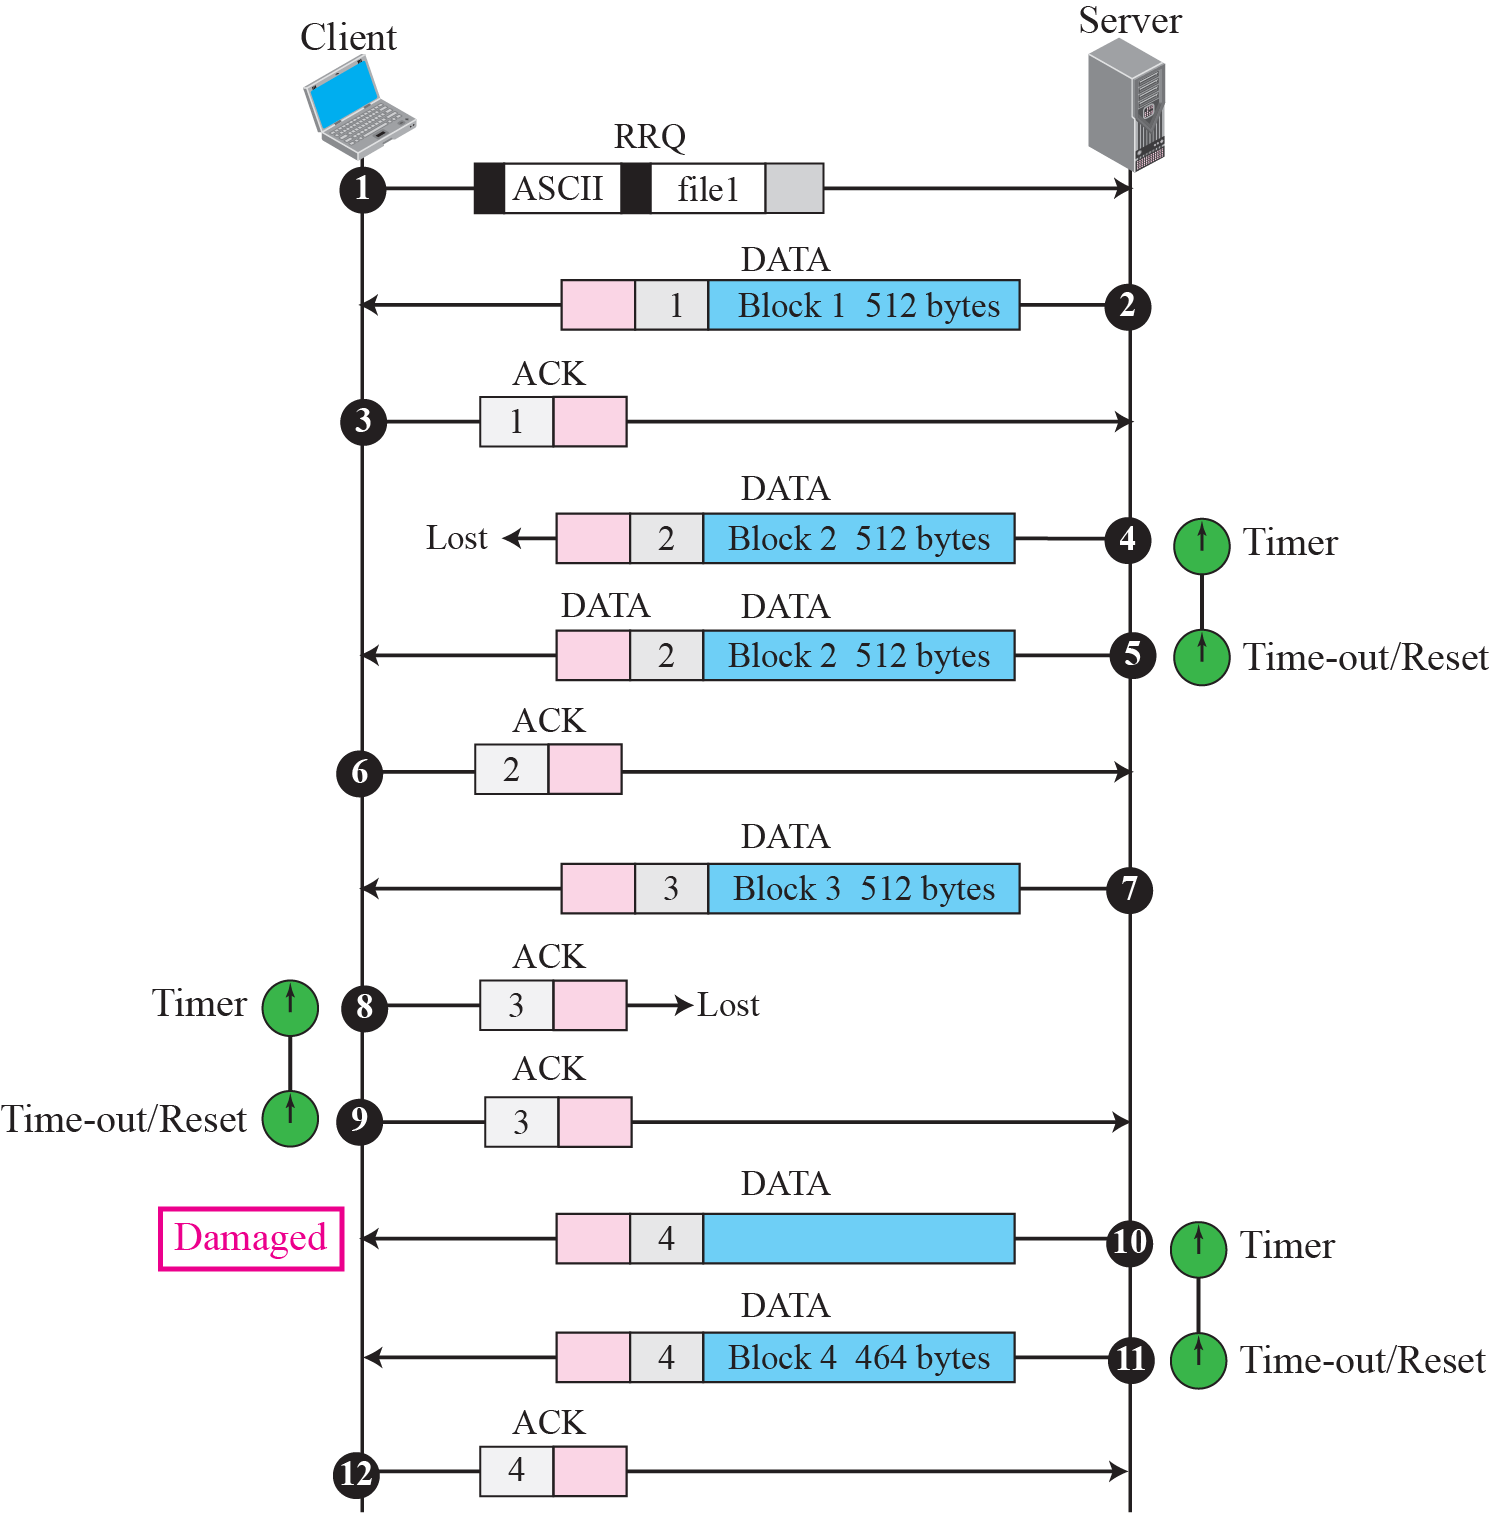 Client
Server
RRQ
1
ASCII
file1
DATA
1
Block 1 512 bytes
2
ACK
3
1
DATA
Lost
2
Block 2 512 bytes
4
Timer
DATA
DATA
2
Block 2 512 bytes
5
Time-out/Reset
ACK
6
2
DATA
3
Block 3 512 bytes
7
ACK
Timer
8
3
Lost
ACK
Time-out/Reset
9
3
DATA
Damaged
4
10
Timer
DATA
4
Block 4 464 bytes
11
Time-out/Reset
ACK
12
4